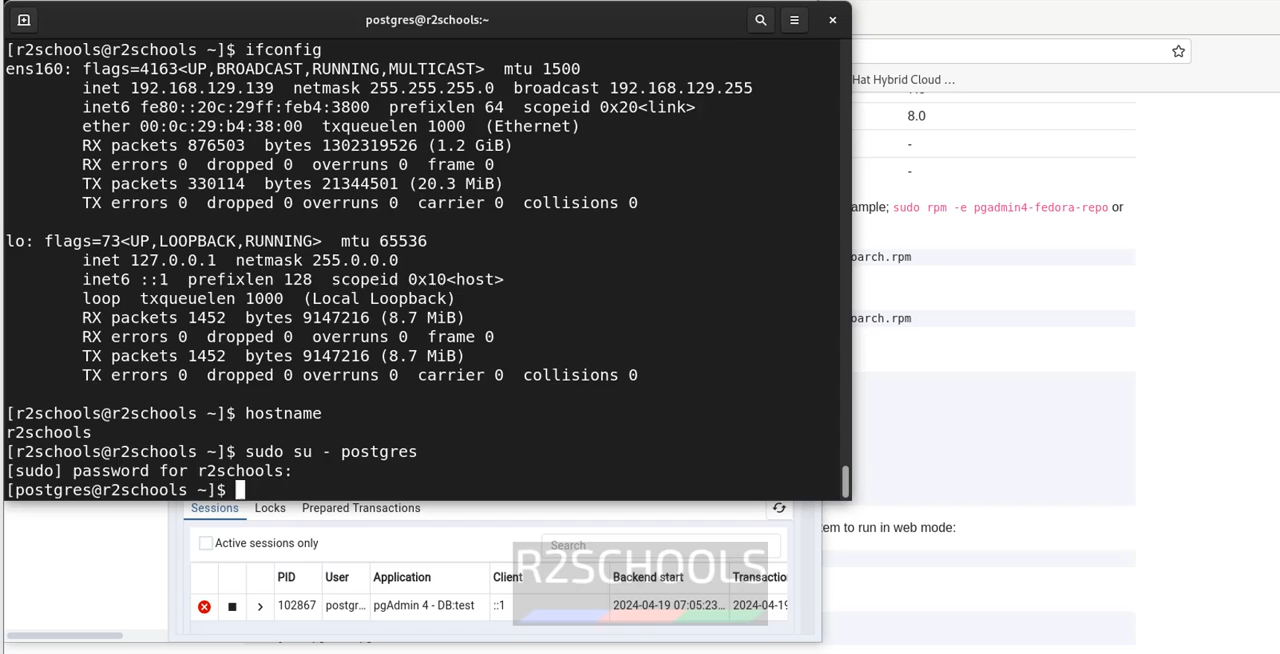 postgres@r2schools:~
[r2schools@r2schools ~]$ ifconfig
ens160: flags=4163<UP,BROADCAST,RUNNING,MULTICAST>  mtu 1500
        inet 192.168.129.139  netmask 255.255.255.0  broadcast 192.168.129.255
        inet6 fe80::20c:29ff:feb4:3800  prefixlen 64  scopeid 0x20<link>
        ether 00:0c:29:b4:38:00  txqueuelen 1000  (Ethernet)
        RX packets 876503  bytes 1302319526 (1.2 GiB)
        RX errors 0  dropped 0  overruns 0  frame 0
        TX packets 330114  bytes 21344501 (20.3 MiB)
        TX errors 0  dropped 0 overruns 0  carrier 0  collisions 0
lo: flags=73<UP,LOOPBACK,RUNNING>  mtu 65536
        inet 127.0.0.1  netmask 255.0.0.0
        inet6 ::1  prefixlen 128  scopeid 0x10<host>
        loop  txqueuelen 1000  (Local Loopback)
        RX packets 1452  bytes 9147216 (8.7 MiB)
        RX errors 0  dropped 0  overruns 0  frame 0
        TX packets 1452  bytes 9147216 (8.7 MiB)
        TX errors 0  dropped 0 overruns 0  carrier 0  collisions 0
[r2schools@r2schools ~]$ hostname
r2schools
[r2schools@r2schools ~]$ sudo su - postgres
[sudo] password for r2schools:
[postgres@r2schools ~]$
Hat Hybrid Cloud ...
8.0
-
-
ample; sudo rpm -e pgadmin4-fedora-repo or
oarch.rpm
oarch.rpm
tem to run in web mode:
Sessions Locks Prepared Transactions
Active sessions only Search
R2SCHOOLS
PID User Application Client Backend start Transactio
102867 postgr... pgAdmin 4 - DB:test ::1 2024-04-19 07:05:23... 2024-04-19